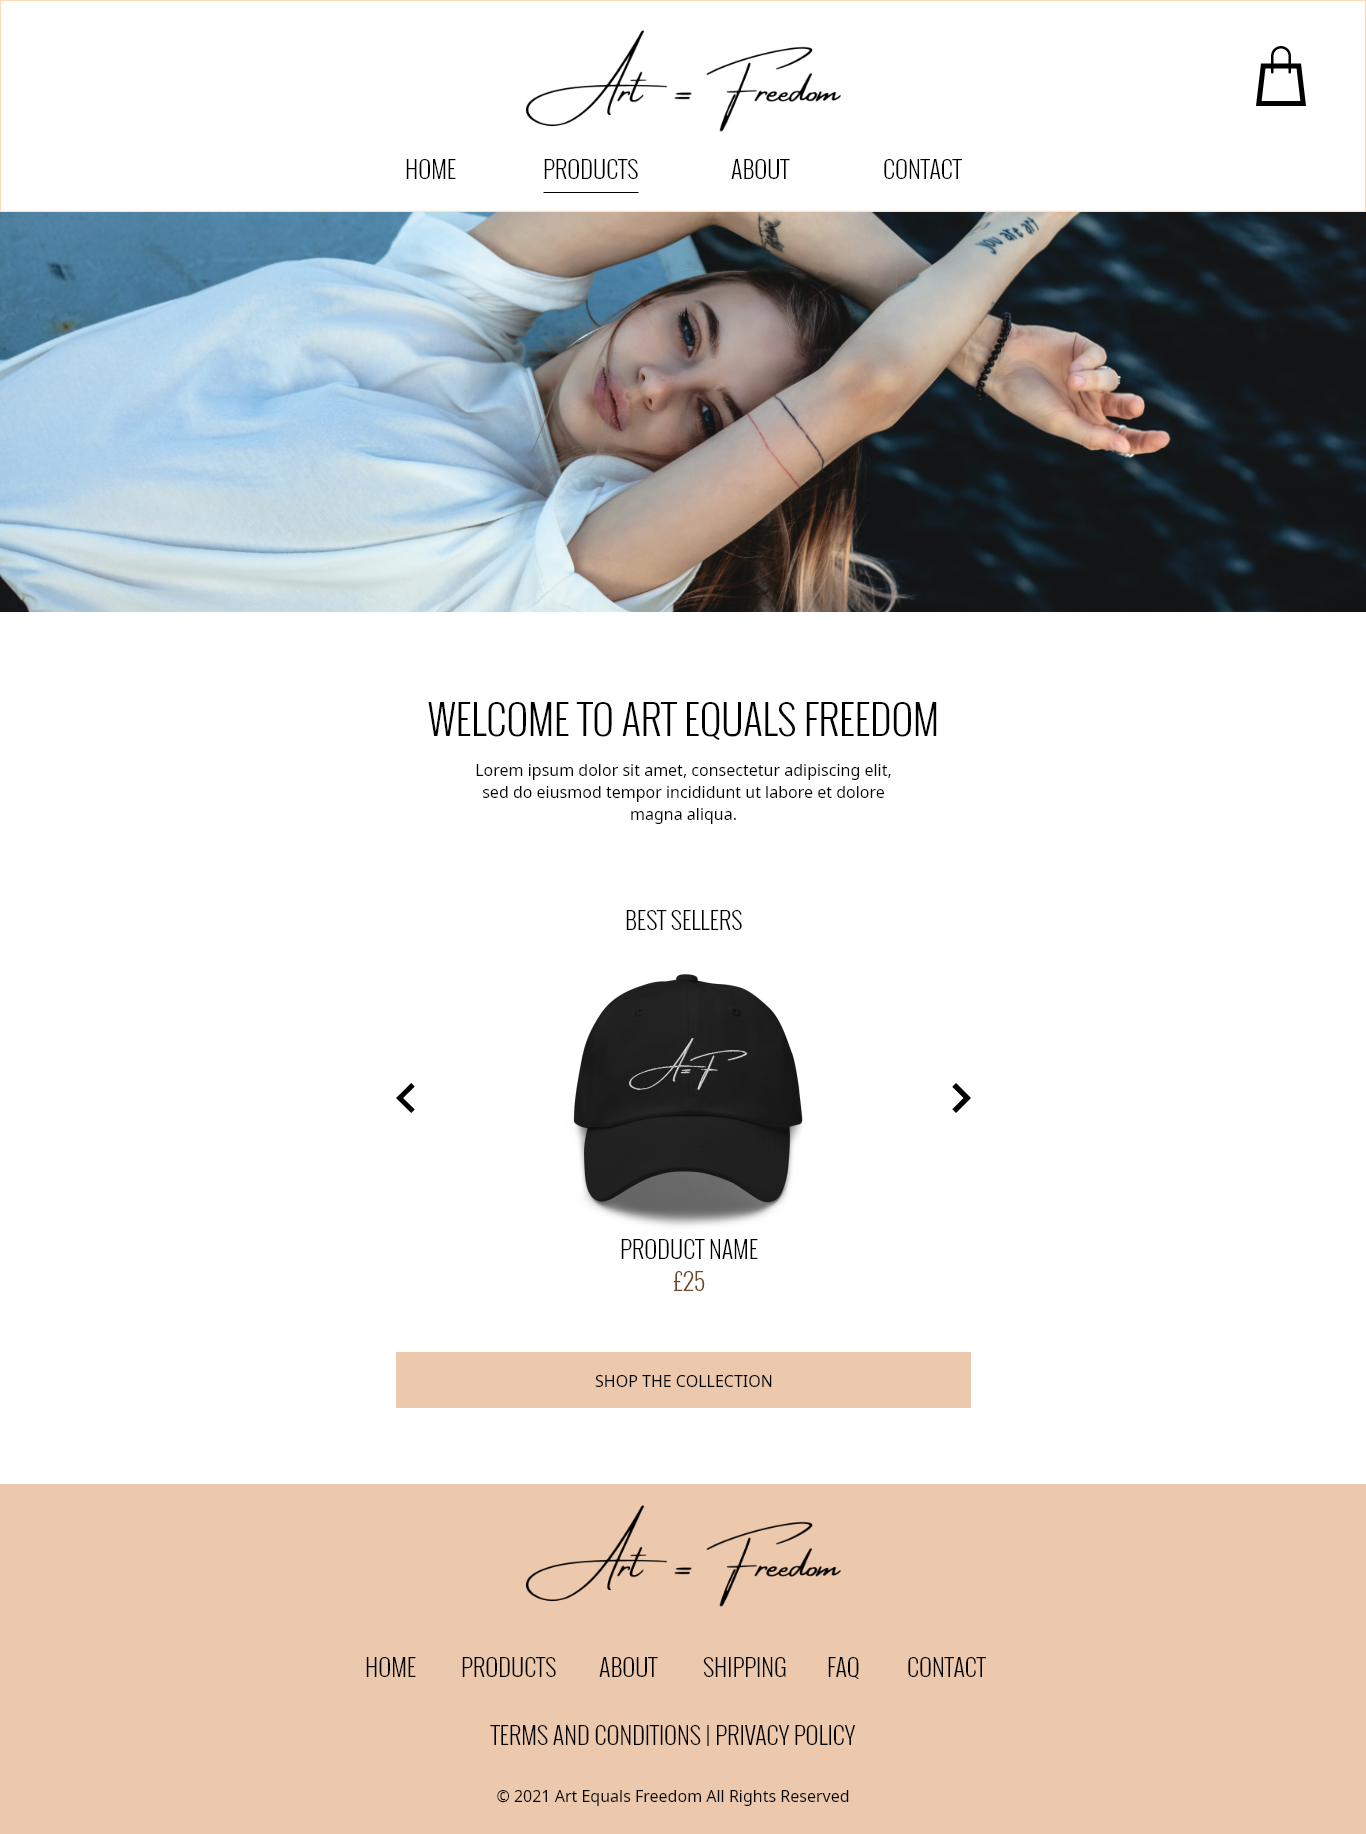 Art = Freedom
HOME PRODUCTS ABOUT CONTACT
you are art
WELCOME TO ART EQUALS FREEDOM
Lorem ipsum dolor sit amet, consectetur adipiscing elit,
sed do eiusmod tempor incididunt ut labore et dolore
magna aliqua.
BEST SELLERS
A=F
PRODUCT NAME
£25
SHOP THE COLLECTION
Art = Freedom
HOME PRODUCTS ABOUT SHIPPING FAQ CONTACT
TERMS AND CONDITIONS | PRIVACY POLICY
© 2021 Art Equals Freedom All Rights Reserved